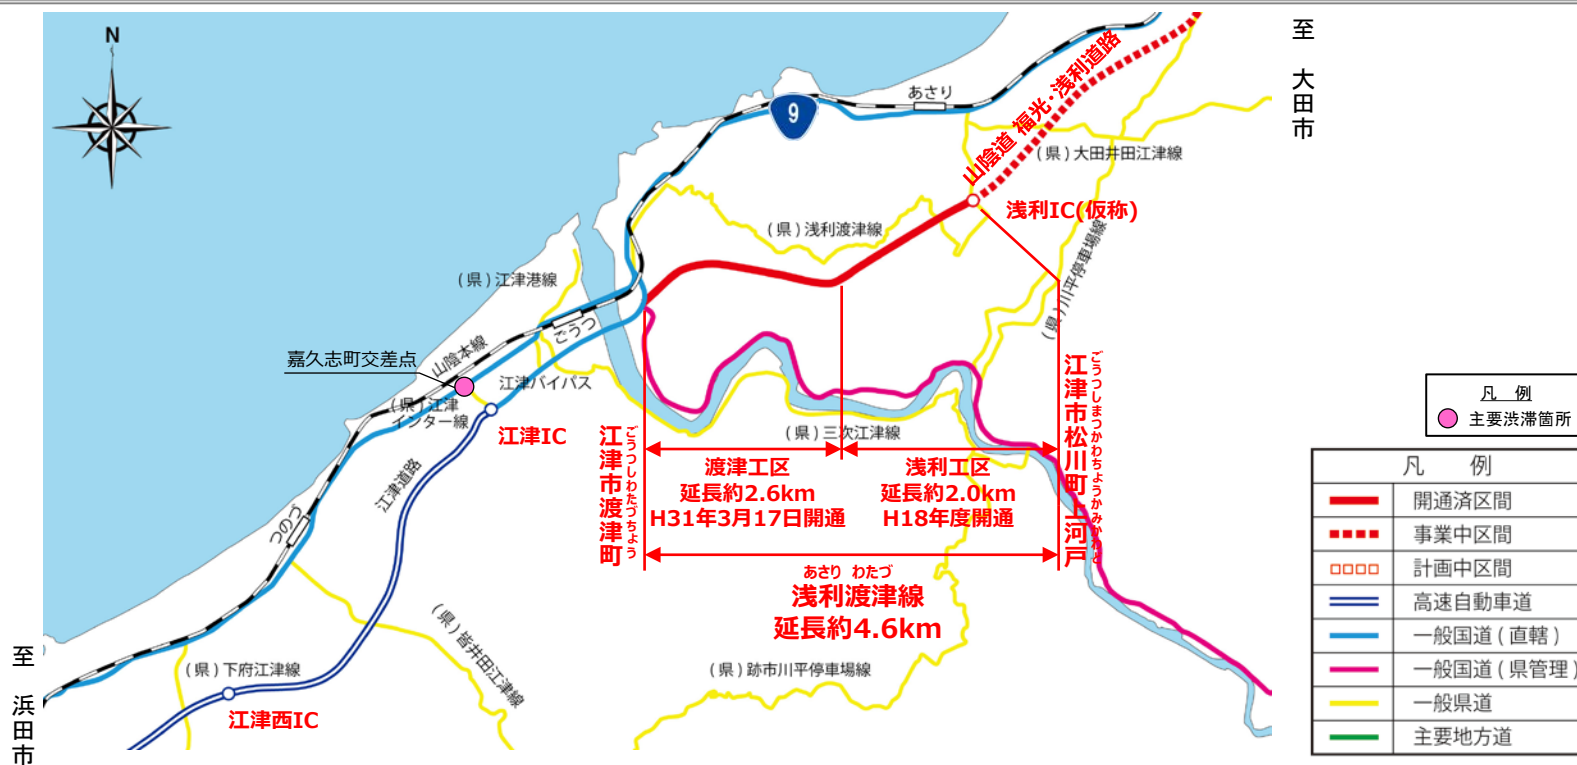 N
至 大田市
山陰道 福光・浅利道路
9
あさり
(県)大田井田江津線
浅利IC(仮称)
(県)浅利渡津線
(県)川平停車場線
(県)江津港線
ごうつ
山陰本線
嘉久志町交差点
江津バイパス
(県)江津
インター線
江津IC
(県)三次江津線
江津道路
つのづ
ごうつしわたづちょう
江津市渡津町
渡津工区
延長約2.6km
H31年3月17日開通
浅利工区
延長約2.0km
H18年度開通
ごうつしまつかわちょうかみかわど
江津市松川町上河戸
あさり わたづ
浅利渡津線
延長約4.6km
(県)皆井田江津線
(県)跡市川平停車場線
(県)下府江津線
江津西IC
至 浜田市
凡 例
主要渋滞箇所
凡 例
開通済区間
事業中区間
計画中区間
高速自動車道
一般国道(直轄)
一般国道(県管理)
一般県道
主要地方道